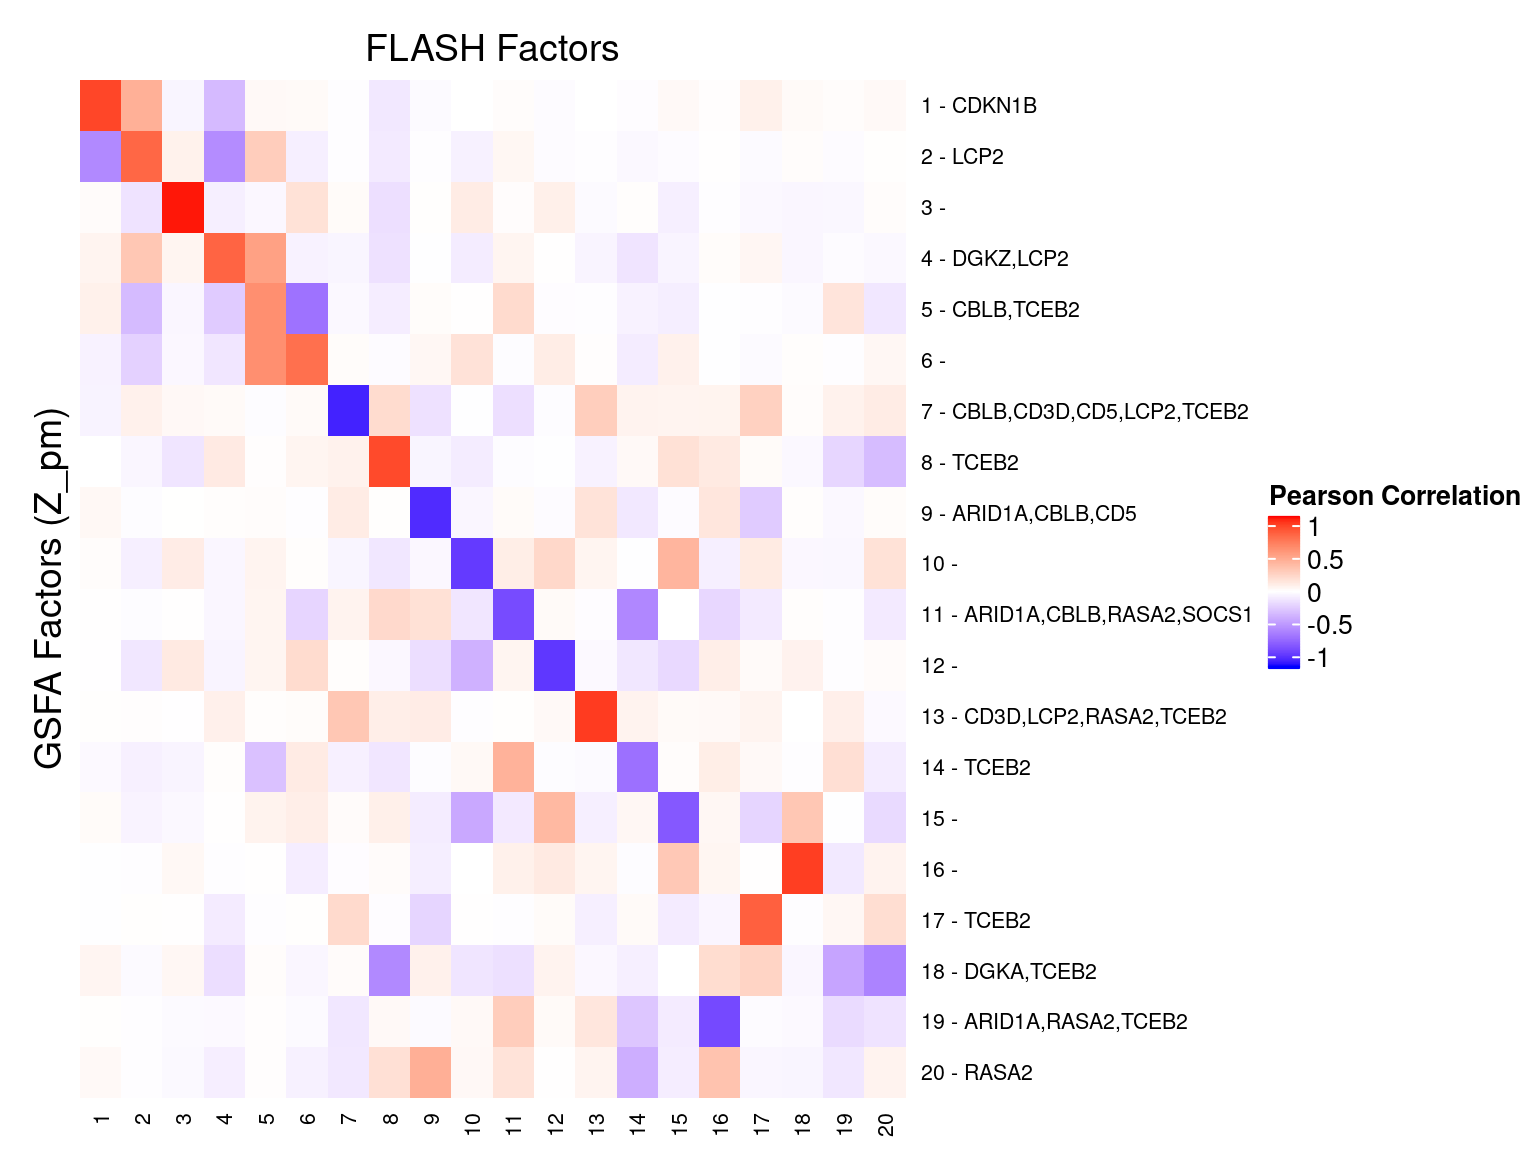 FLASH Factors
GSFA Factors (Z_pm)
1 - CDKN1B
2 - LCP2
3 -
4 - DGKZ,LCP2
5 - CBLB,TCEB2
6 -
7 - CBLB,CD3D,CD5,LCP2,TCEB2
8 - TCEB2
9 - ARID1A,CBLB,CD5
10 -
11 - ARID1A,CBLB,RASA2,SOCS1
12 -
13 - CD3D,LCP2,RASA2,TCEB2
14 - TCEB2
15 -
16 -
17 - TCEB2
18 - DGKA,TCEB2
19 - ARID1A,RASA2,TCEB2
20 - RASA2
1 2 3 4 5 6 7 8 9 10 11 12 13 14 15 16 17 18 19 20
Pearson Correlation
1
0.5
0
-0.5
-1